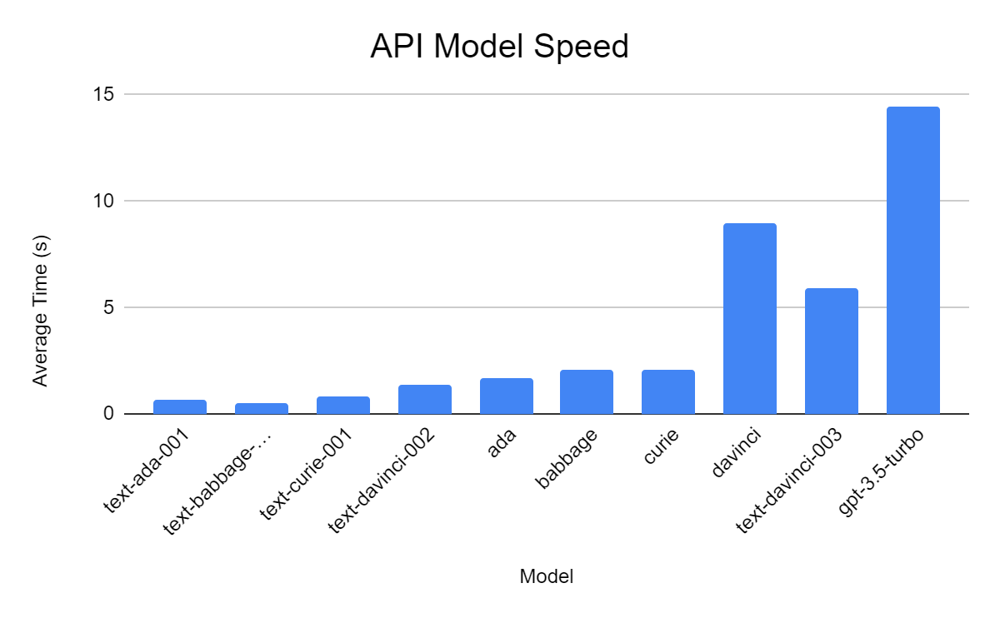 API Model Speed
15
10
5
0
Average Time (s)
text-ada-001
text-babbage-…
text-curie-001
text-davinci-002
ada
babbage
curie
davinci
text-davinci-003
gpt-3.5-turbo
Model